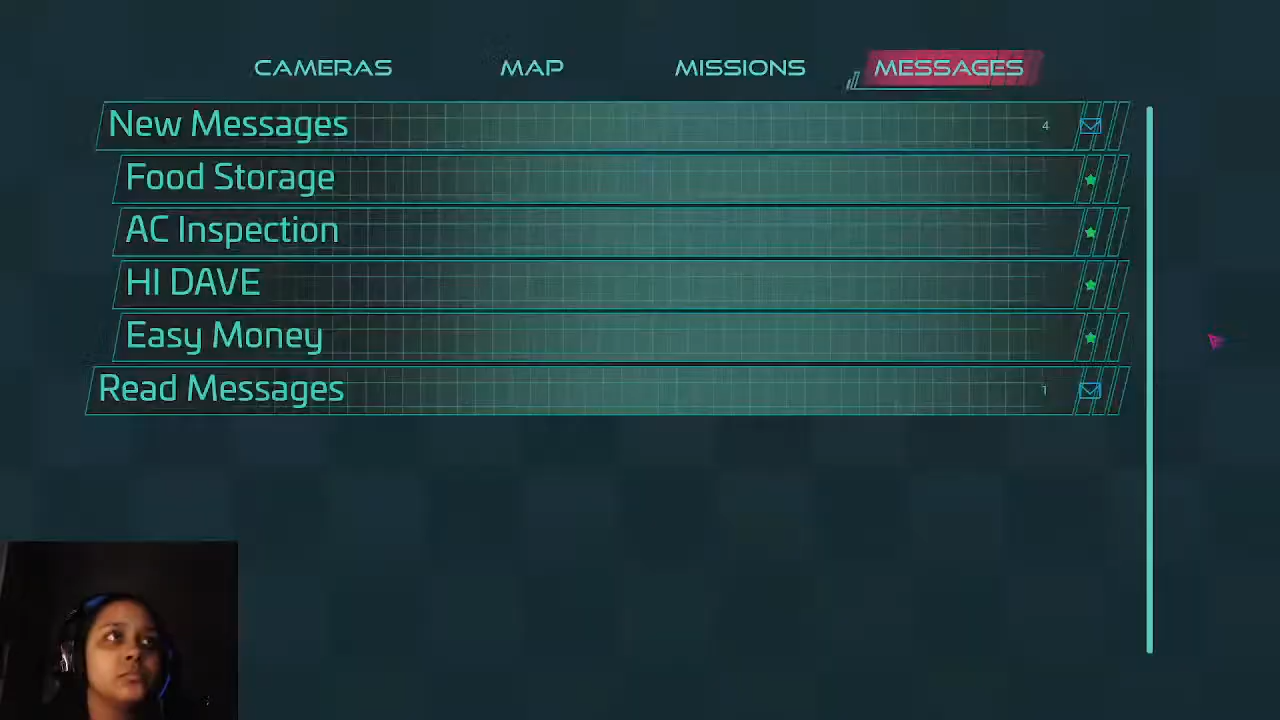 CAMERAS MAP MISSIONS MESSAGES
New Messages 4
Food Storage
AC Inspection
HI DAVE
Easy Money
Read Messages 1